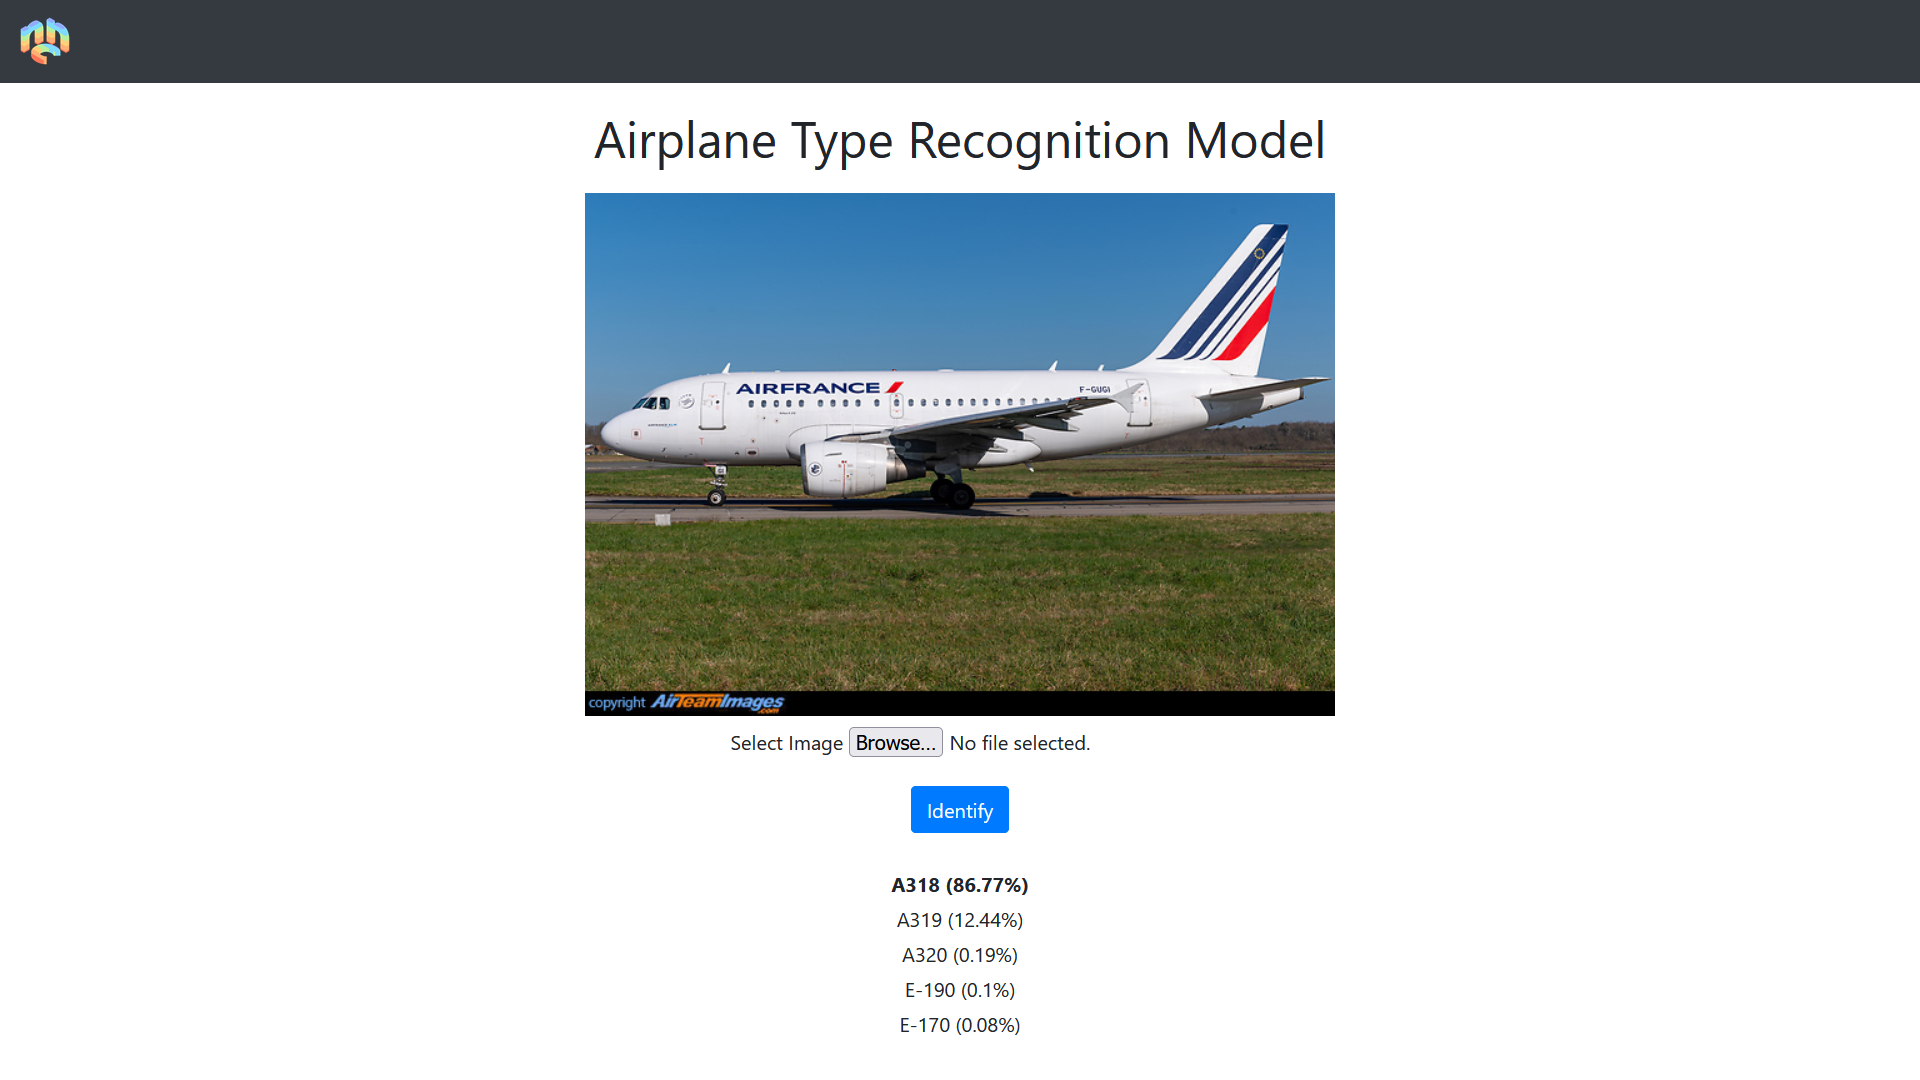 Airplane Type Recognition Model
AIRFRANCE
F-GUGI
copyright AirTeamImages
.com
Select Image Browse... No file selected.
Identify
A318 (86.77%)
A319 (12.44%)
A320 (0.19%)
E-190 (0.1%)
E-170 (0.08%)